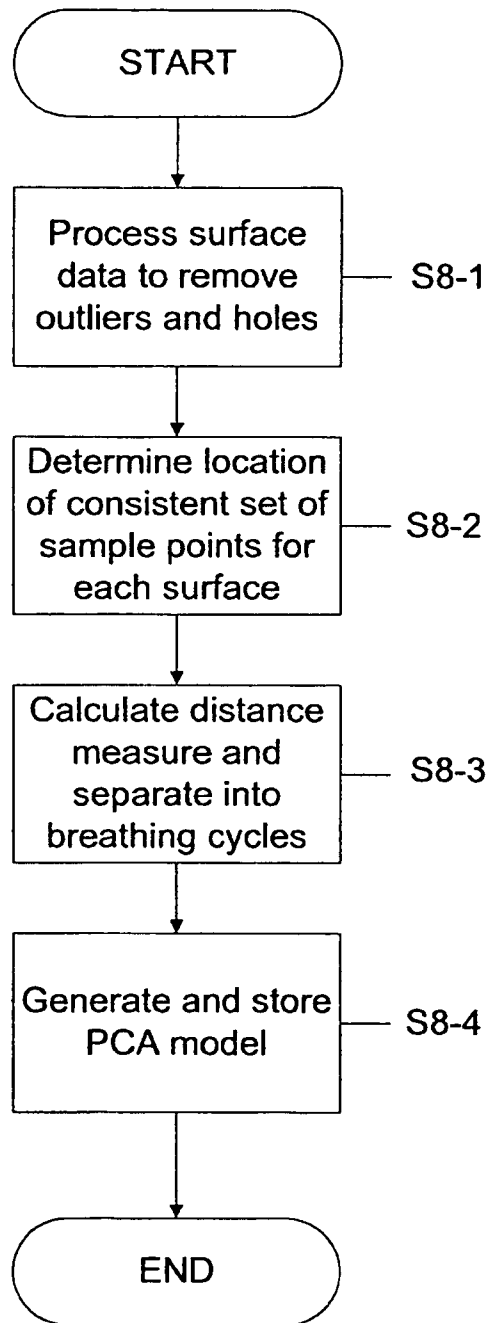 START
Process surface
data to remove
outliers and holes
S8-1
Determine location
of consistent set of
sample points for
each surface
S8-2
Calculate distance
measure and
separate into
breathing cycles
S8-3
Generate and store
PCA model
S8-4
END